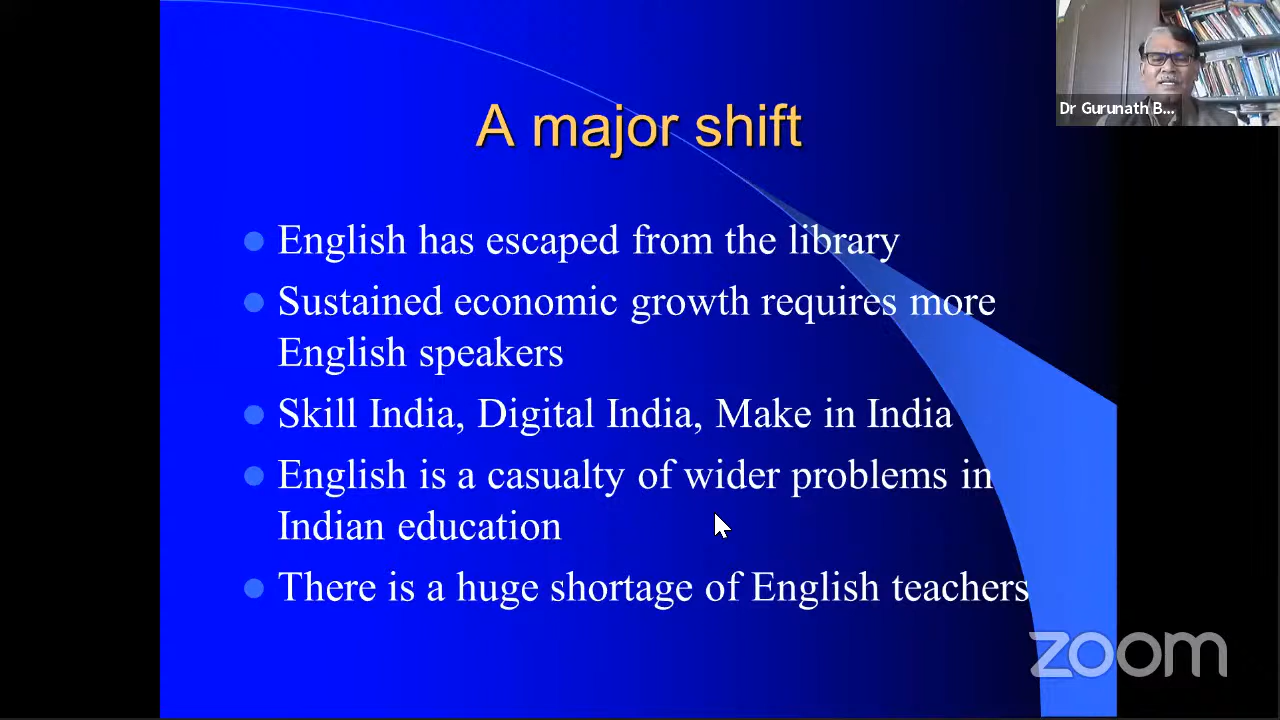 A major shift
Dr Gurunath B...
English has escaped from the library
Sustained economic growth requires more
English speakers
Skill India, Digital India, Make in India
English is a casualty of wider problems in
Indian education
There is a huge shortage of English teachers
zoom